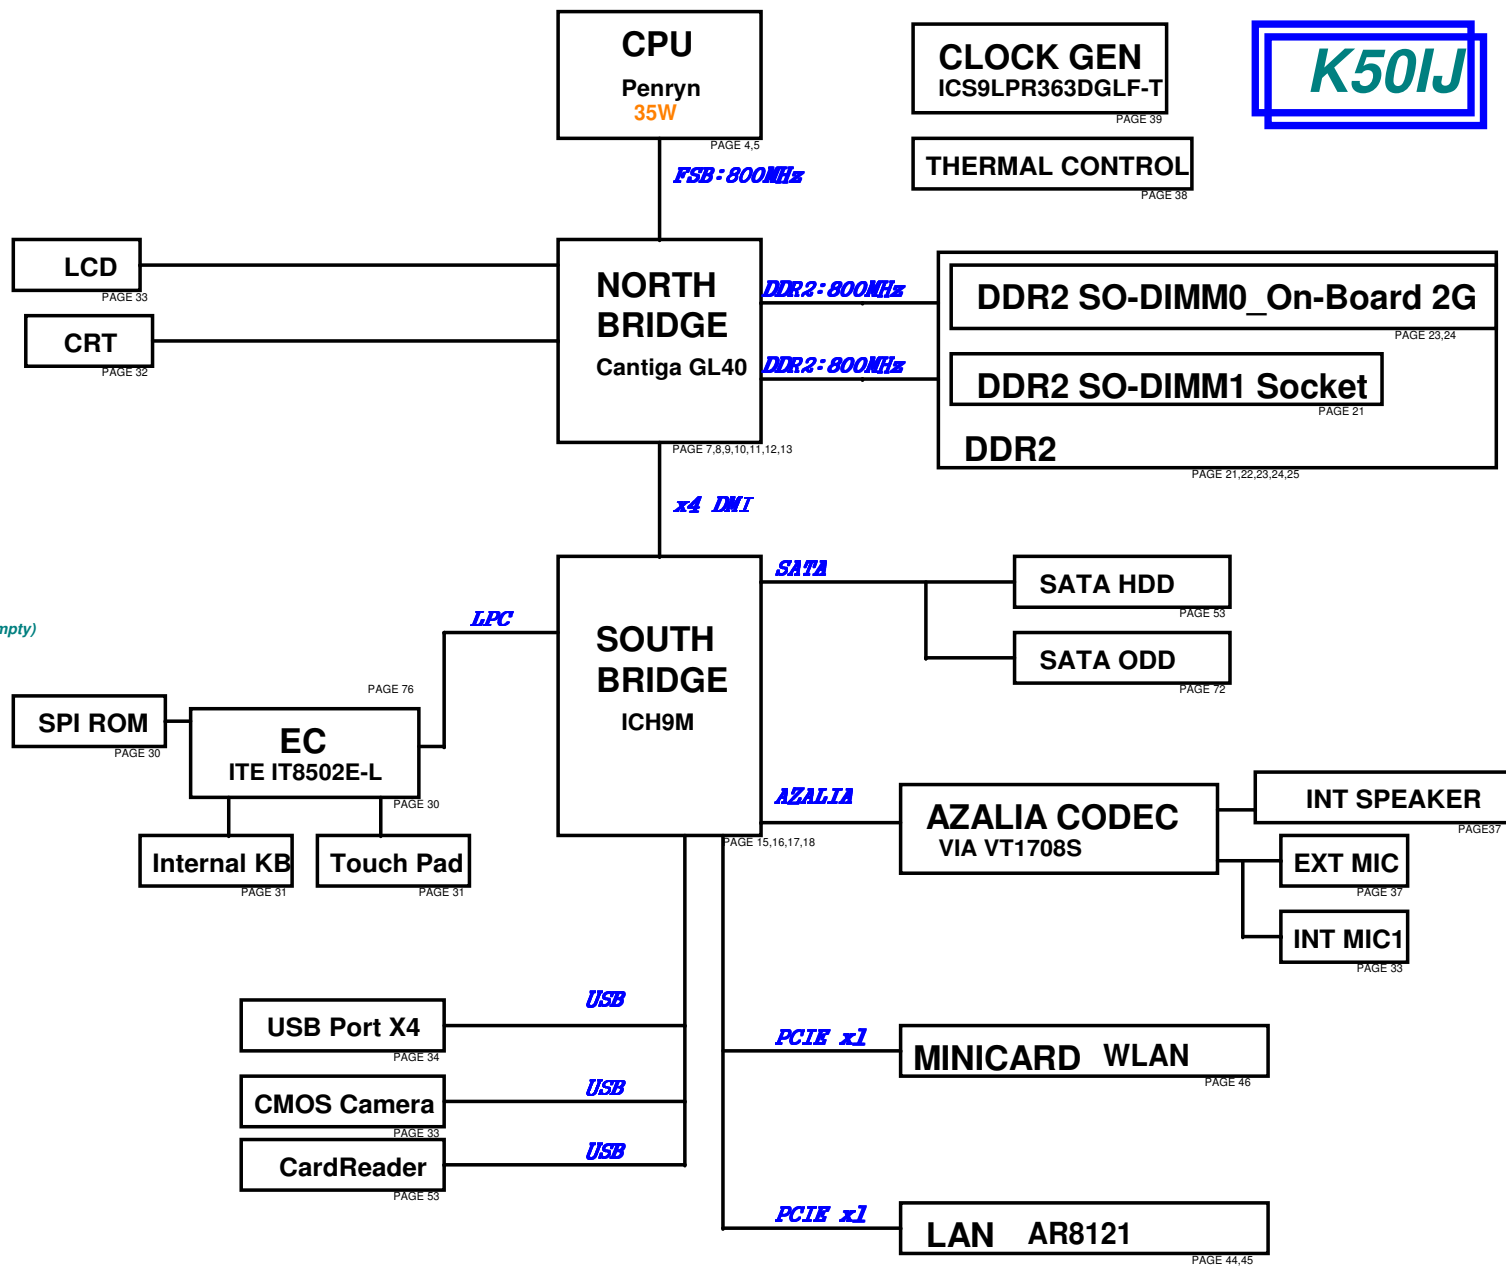 CPU
Penryn
35W
PAGE 4,5
CLOCK GEN
ICS9LPR363DGLF-T
PAGE 39
K50IJ
THERMAL CONTROL
PAGE 38
FSB:800MHz
LCD
PAGE 33
CRT
PAGE 32
NORTH
BRIDGE
Cantiga GL40
PAGE 7,8,9,10,11,12,13
DDR2:800MHz
DDR2:800MHz
DDR2 SO-DIMM0_On-Board 2G
PAGE 23,24
DDR2 SO-DIMM1 Socket
PAGE 21
DDR2
PAGE 21,22,23,24,25
x4 DMI
SATA
SATA HDD
PAGE 53
SATA ODD
PAGE 72
mpty)
LPC
SOUTH
BRIDGE
ICH9M
PAGE 15,16,17,18
PAGE 76
SPI ROM
PAGE 30
EC
ITE IT8502E-L
PAGE 30
Internal KB
PAGE 31
Touch Pad
PAGE 31
AZALIA
AZALIA CODEC
VIA VT1708S
INT SPEAKER
PAGE37
EXT MIC
PAGE 37
INT MIC1
PAGE 33
USB
USB Port X4
PAGE 34
USB
CMOS Camera
PAGE 33
USB
CardReader
PAGE 53
PCIE x1
MINICARD WLAN
PAGE 46
PCIE x1
LAN AR8121
PAGE 44,45